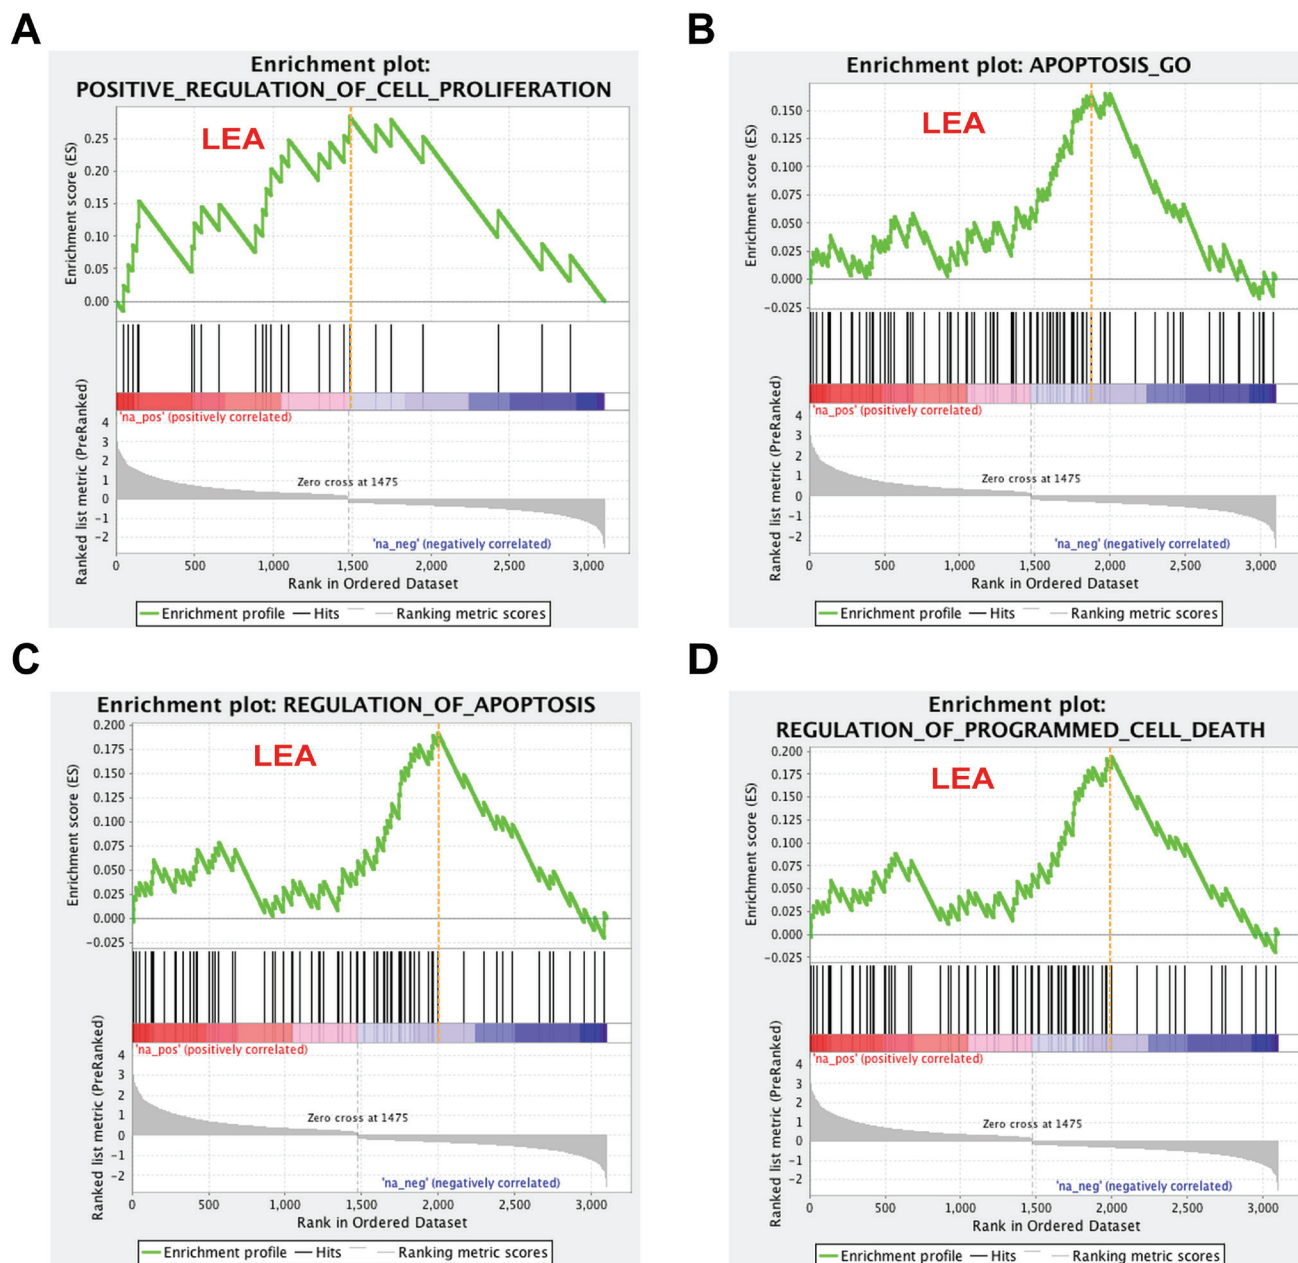 A
Enrichment plot:
POSITIVE_REGULATION_OF_CELL_PROLIFERATION
LEA
Enrichment score (ES)
0.25
0.20
0.15
0.10
0.05
0.00
'na_pos' (positively correlated)
Ranked list metric (PreRanked)
4
3
2
1
0
−1
−2
Zero cross at 1475
'na_neg' (negatively correlated)
0 500 1,000 1,500 2,000 2,500 3,000
Rank in Ordered Dataset
Enrichment profile Hits Ranking metric scores
B
Enrichment plot: APOPTOSIS_GO
LEA
Enrichment score (ES)
0.150
0.125
0.100
0.075
0.050
0.025
0.000
−0.025
'na_pos' (positively correlated)
Ranked list metric (PreRanked)
4
3
2
1
0
−1
−2
Zero cross at 1475
'na_neg' (negatively correlated)
0 500 1,000 1,500 2,000 2,500 3,000
Rank in Ordered Dataset
Enrichment profile Hits Ranking metric scores
C
Enrichment plot: REGULATION_OF_APOPTOSIS
LEA
Enrichment score (ES)
0.200
0.175
0.150
0.125
0.100
0.075
0.050
0.025
0.000
−0.025
'na_pos' (positively correlated)
Ranked list metric (PreRanked)
4
3
2
1
0
−1
−2
Zero cross at 1475
'na_neg' (negatively correlated)
0 500 1,000 1,500 2,000 2,500 3,000
Rank in Ordered Dataset
Enrichment profile Hits Ranking metric scores
D
Enrichment plot:
REGULATION_OF_PROGRAMMED_CELL_DEATH
LEA
Enrichment score (ES)
0.200
0.175
0.150
0.125
0.100
0.075
0.050
0.025
0.000
−0.025
'na_pos' (positively correlated)
Ranked list metric (PreRanked)
4
3
2
1
0
−1
−2
Zero cross at 1475
'na_neg' (negatively correlated)
0 500 1,000 1,500 2,000 2,500 3,000
Rank in Ordered Dataset
Enrichment profile Hits Ranking metric scores